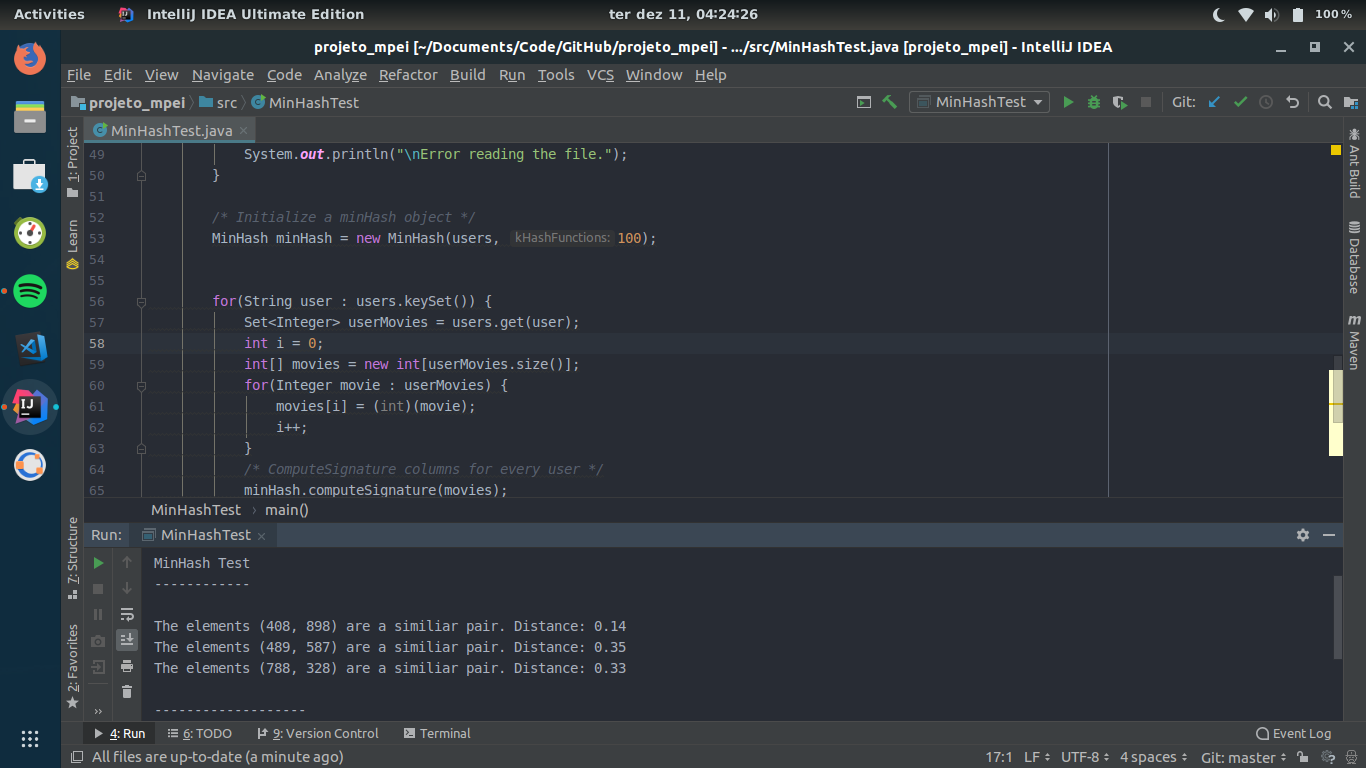 Activities IntelliJ IDEA Ultimate Edition ter dez 11, 04:24:26 100 %
projeto_mpei [~/Documents/Code/GitHub/projeto_mpei] - .../src/MinHashTest.java [projeto_mpei] - IntelliJ IDEA
File Edit View Navigate Code Analyze Refactor Build Run Tools VCS Window Help
projeto_mpei src MinHashTest MinHashTest Git:
MinHashTest.java
1: Project
Learn
7: Structure
2: Favorites
Ant Build
Database
m Maven
49 System.out.println("\nError reading the file.");
50 }
51
52 /* Initialize a minHash object */
53 MinHash minHash = new MinHash(users, kHashFunctions: 100);
54
55
56 for(String user : users.keySet()) {
57 Set<Integer> userMovies = users.get(user);
58 int i = 0;
59 int[] movies = new int[userMovies.size()];
60 for(Integer movie : userMovies) {
61 movies[i] = (int)(movie);
62 i++;
63 }
64 /* ComputeSignature columns for every user */
65 minHash.computeSignature(movies);
MinHashTest › main()
Run: MinHashTest
MinHash Test
------------
The elements (408, 898) are a similiar pair. Distance: 0.14
The elements (489, 587) are a similiar pair. Distance: 0.35
The elements (788, 328) are a similiar pair. Distance: 0.33
-------------------
4: Run 6: TODO 9: Version Control Terminal Event Log
All files are up-to-date (a minute ago) 17:1 LF UTF-8 4 spaces Git: master